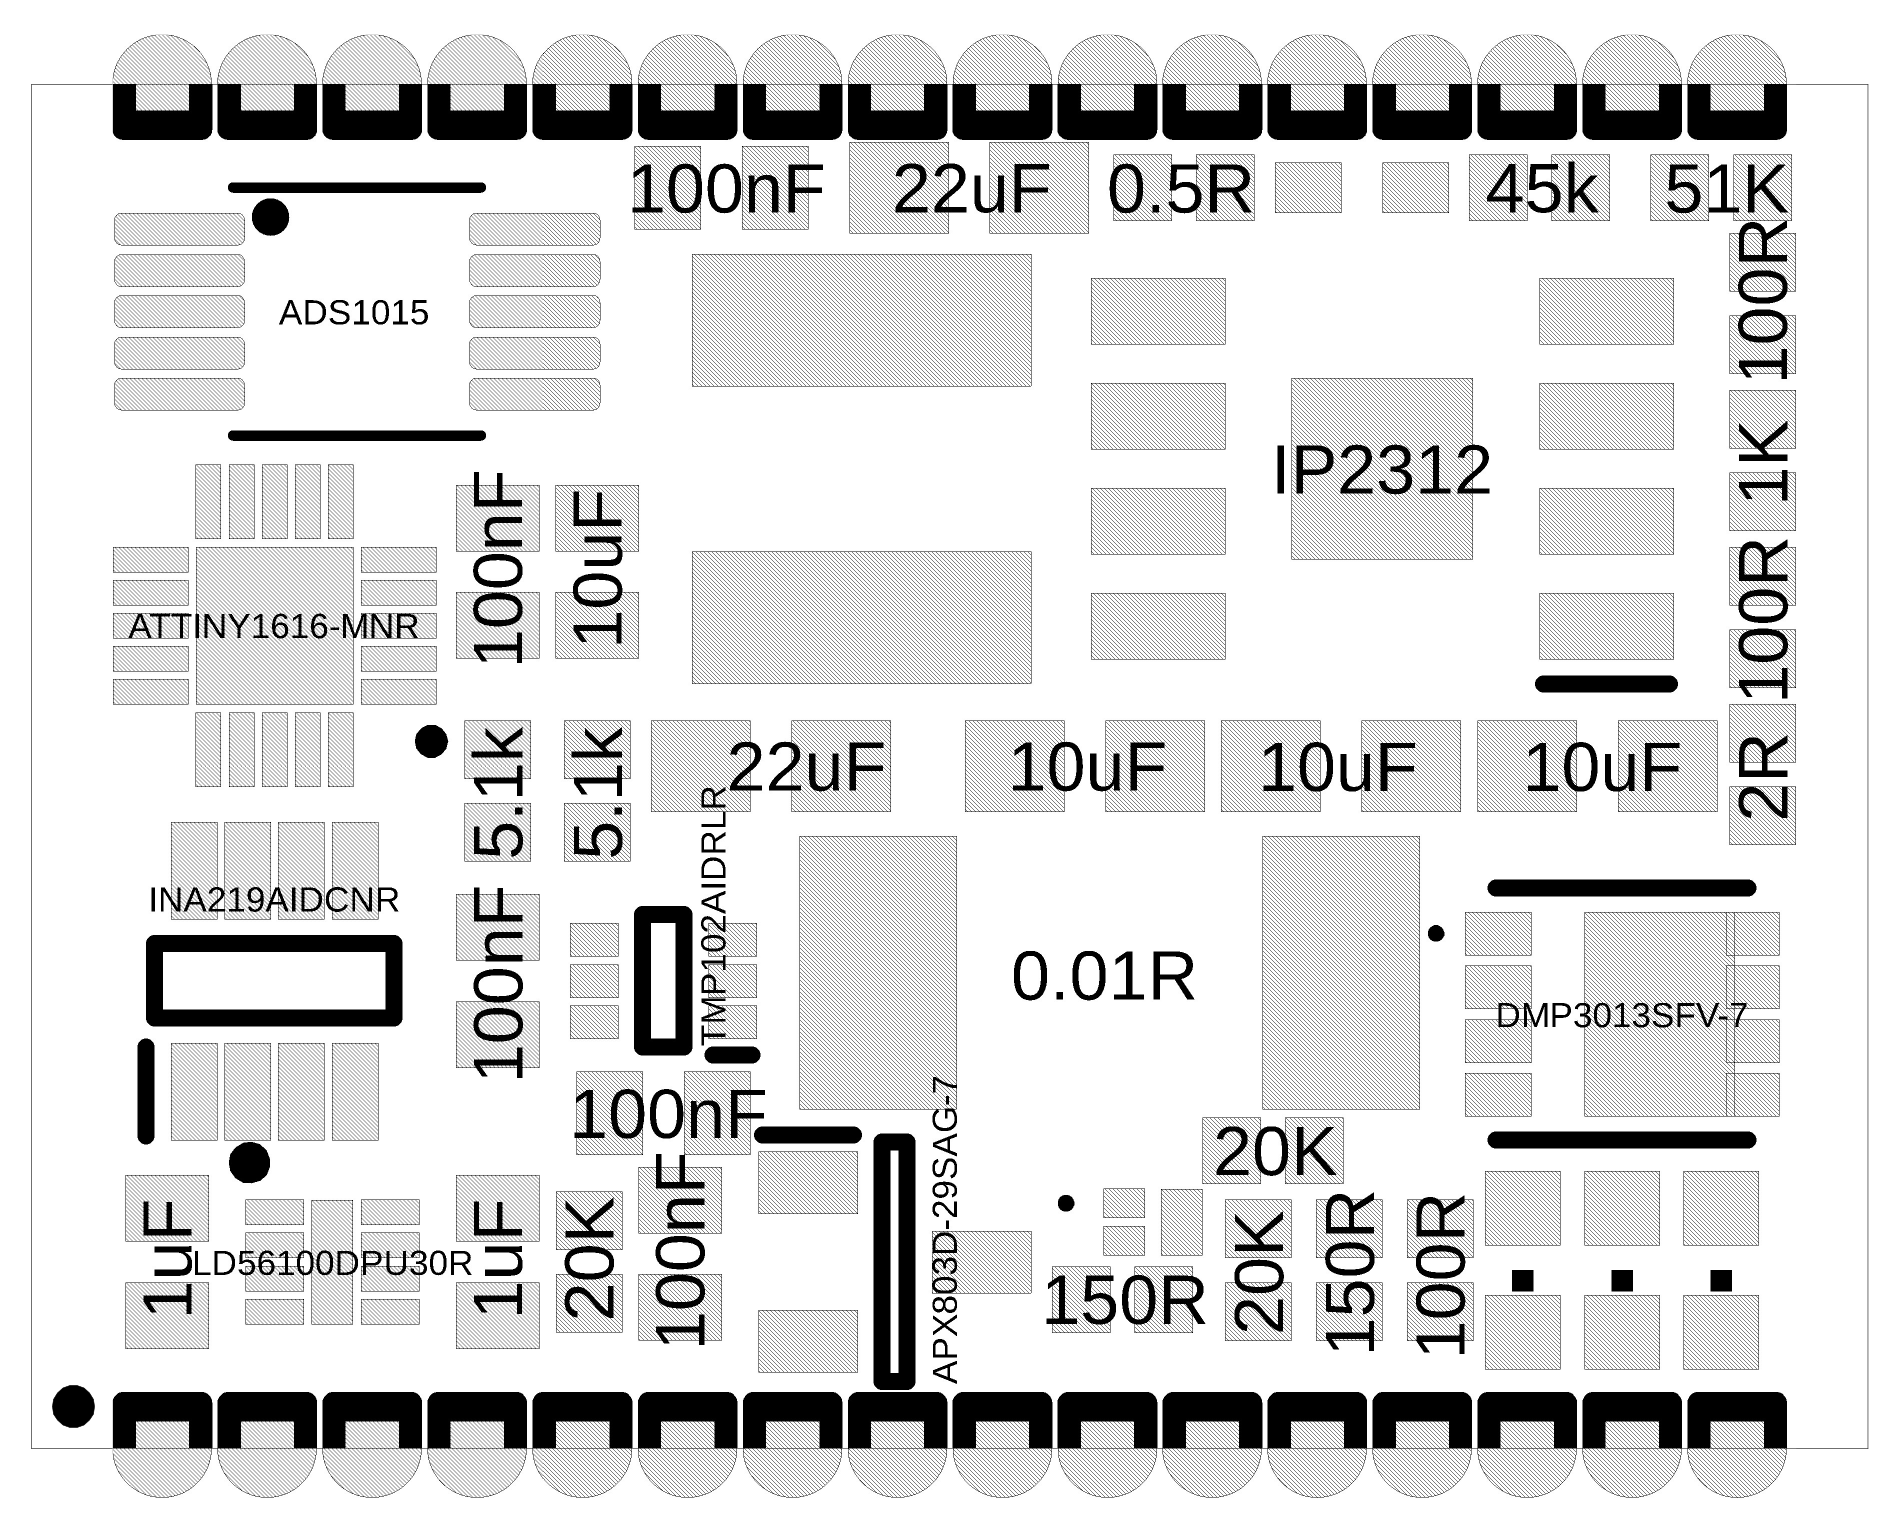 100nF
22uF
0.5R
45k
51K
100R
ADS1015
IP2312
1K
100nF
10uF
ATTINY1616-MNR
100R
5.1k
5.1k
22uF
10uF
10uF
10uF
2R
INA219AIDCNR
100nF
TMP102AIDRLR
0.01R
DMP3013SFV-7
100nF
20K
1uF
LD56100DPU30R
1uF
20K
100nF
APX803D-29SAG-7
150R
20K
150R
100R